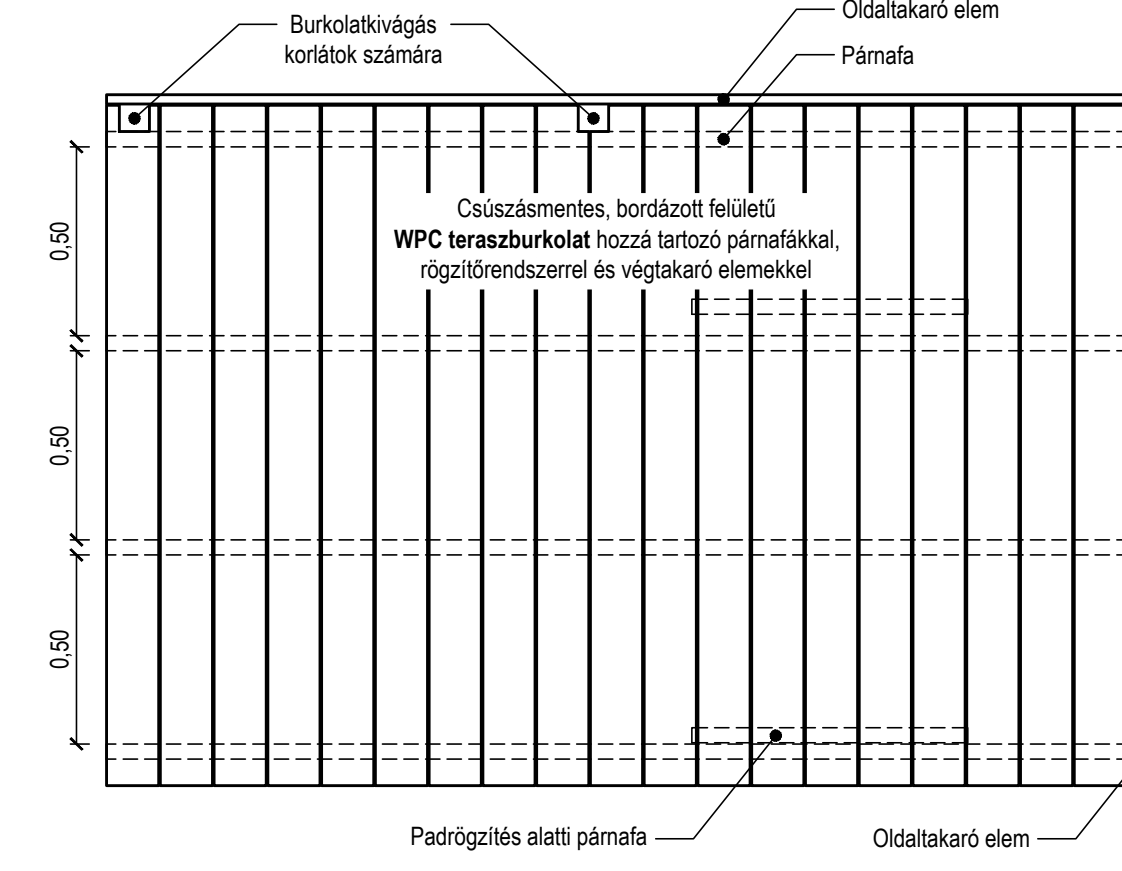 Burkolatkivágás
korlátok számára
Oldaltakaró elem
Párnafa
Csúszásmentes, bordázott felületű
WPC teraszburkolat hozzá tartozó párnafákkal,
rögzítőrendszerrel és végtakaró elemekkel
0,50
0,50
0,50
Padrögzítés alatti párnafa
Oldaltakaró elem